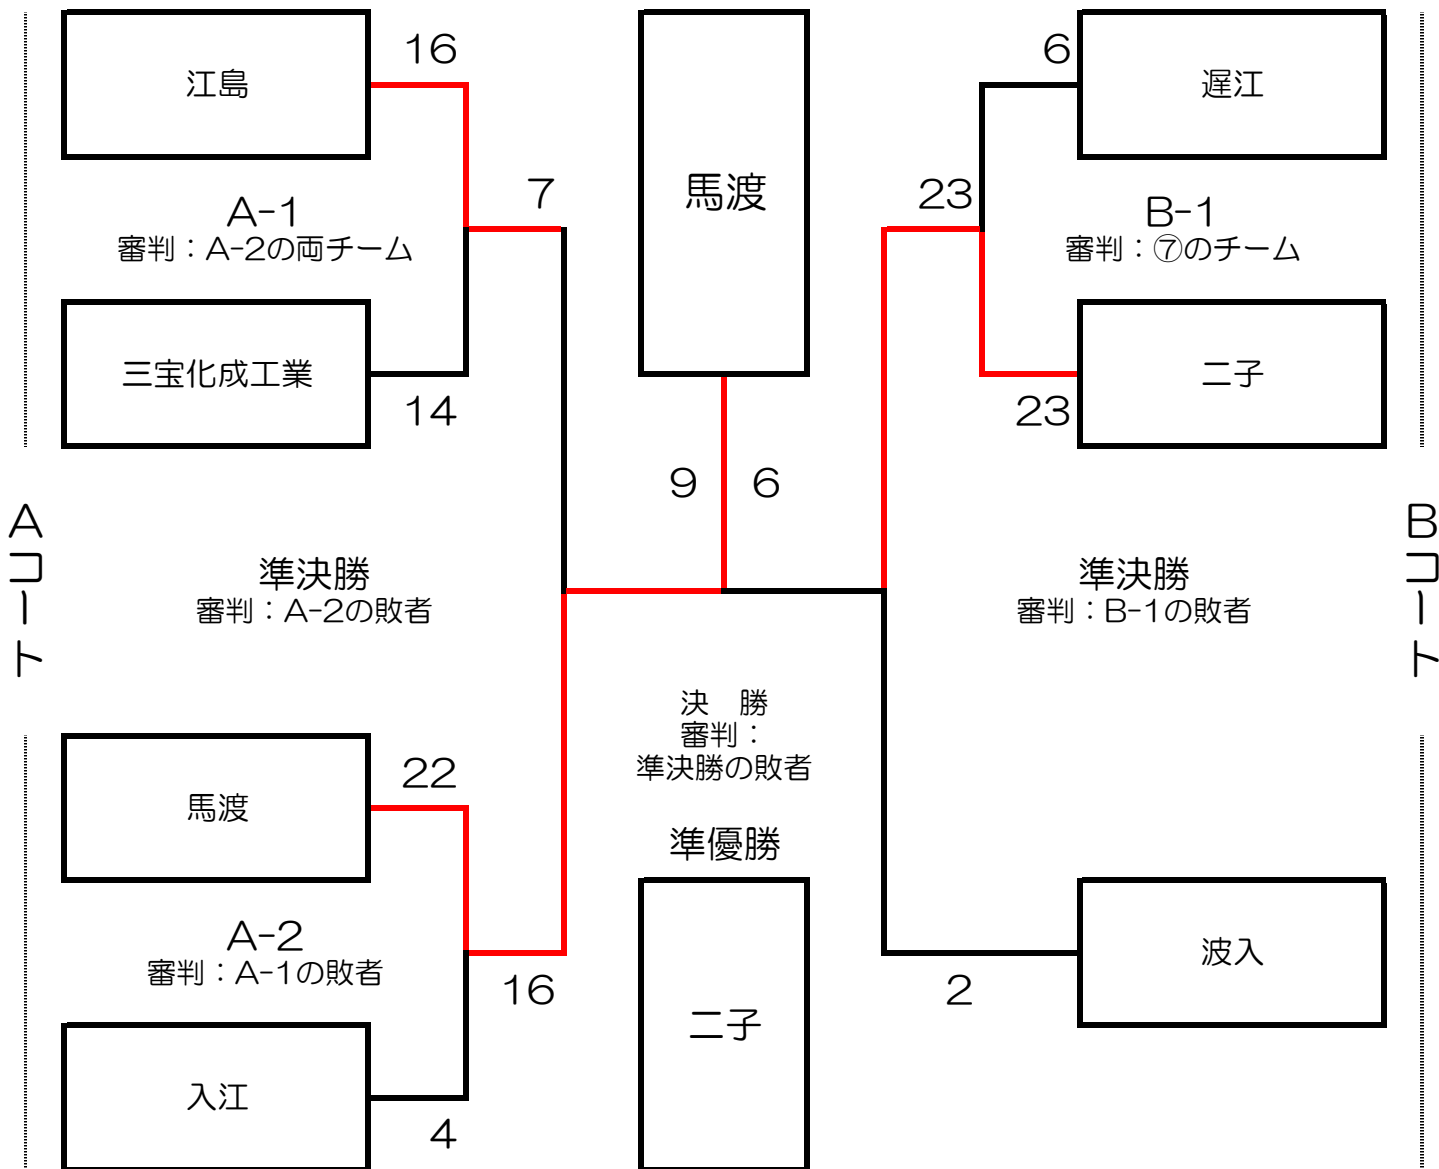 江島
16
A-1
審判：A-2の両チーム
7
三宝化成工業
14
Aコート
準決勝
審判：A-2の敗者
馬渡
22
A-2
審判：A-1の敗者
16
入江
4
馬渡
9 6
決　勝
審判：
準決勝の敗者
準優勝
二子
6
遅江
23
B-1
審判：⑦のチーム
二子
23
Bコート
準決勝
審判：B-1の敗者
波入
2